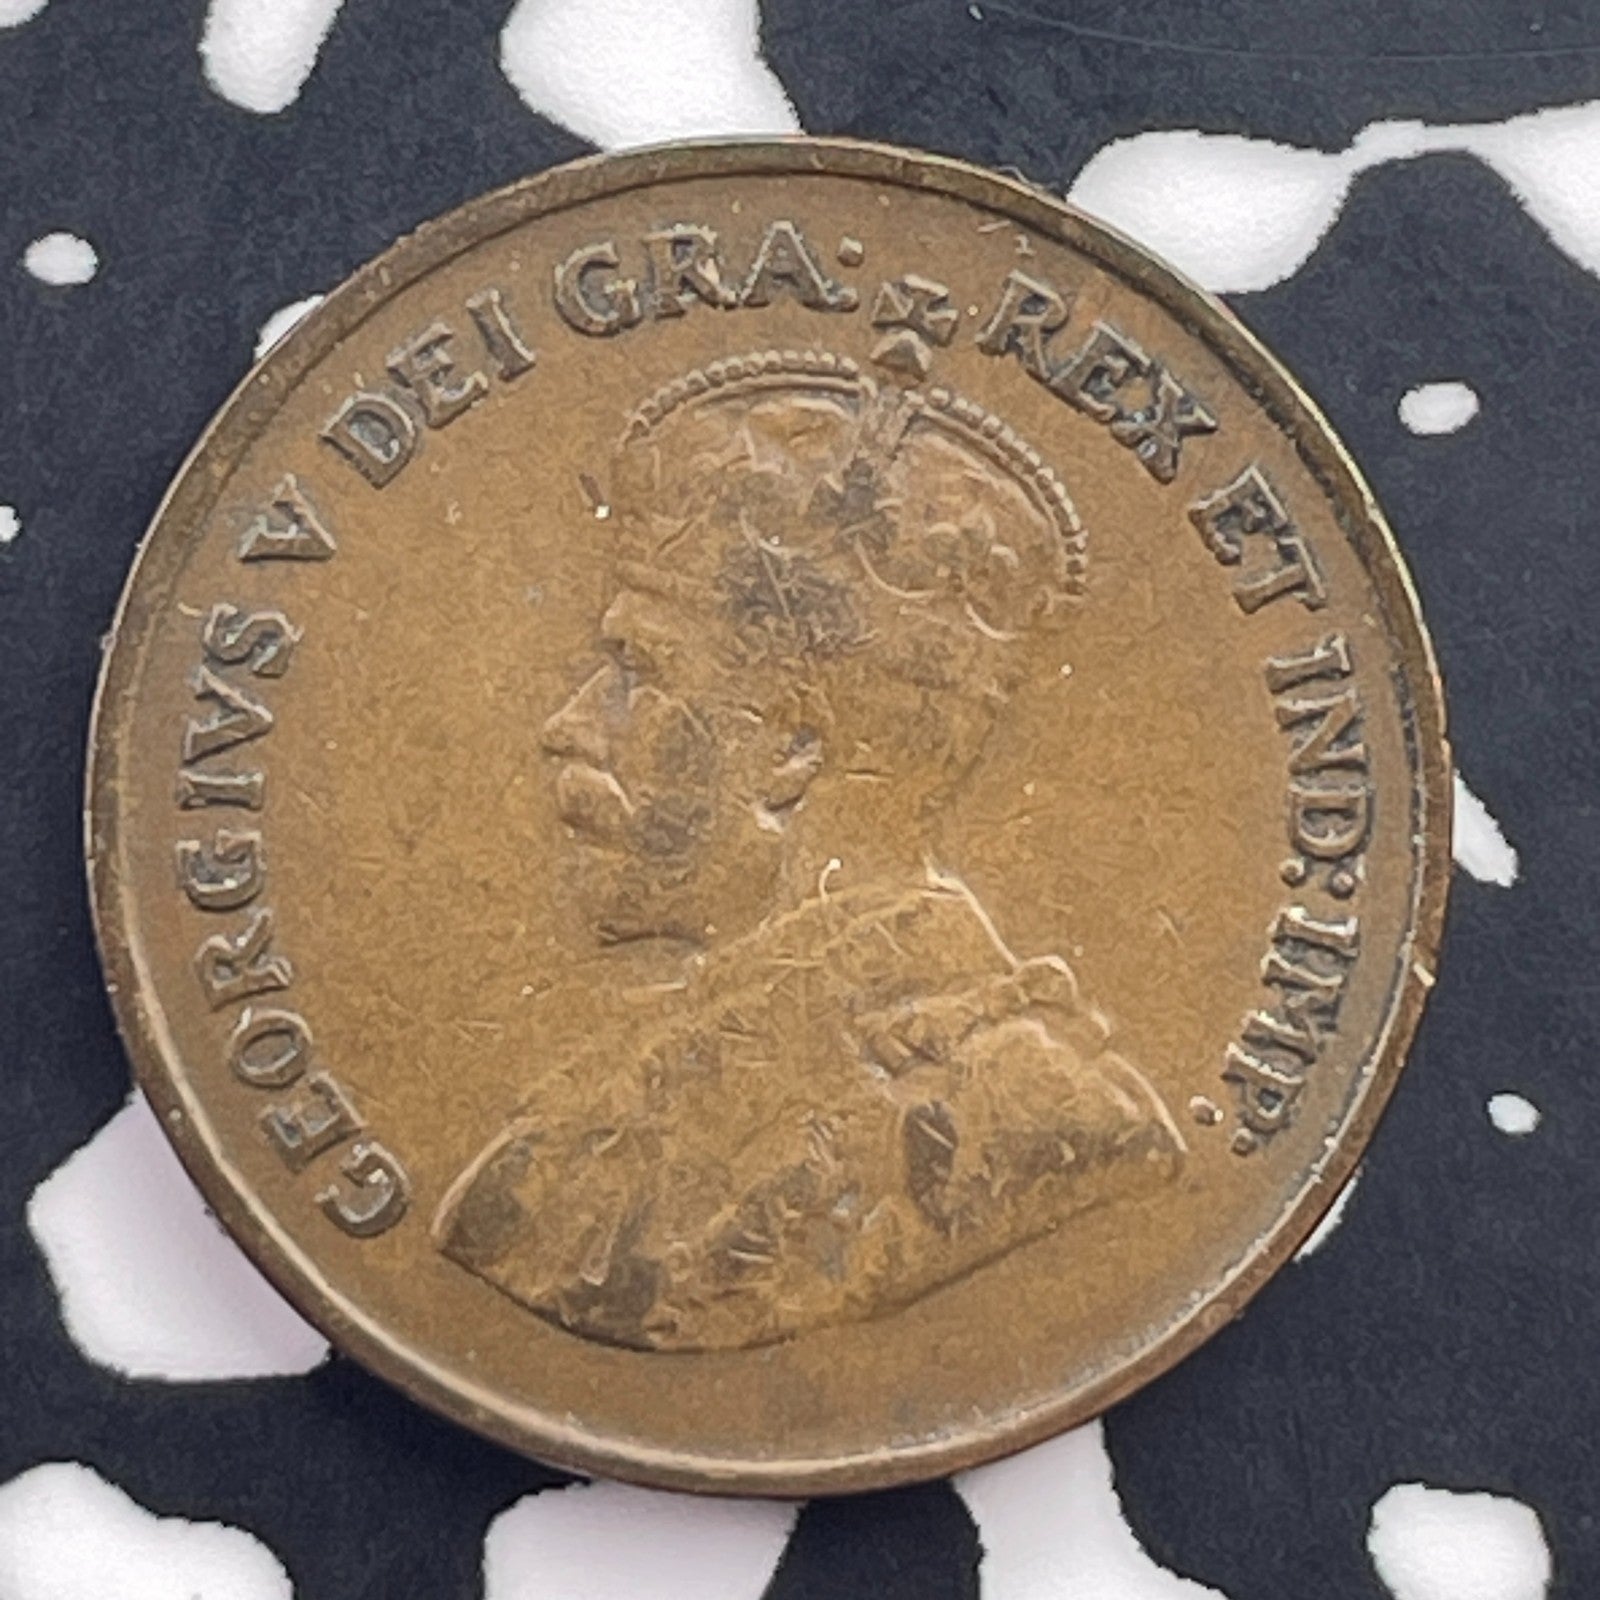 GEORGIVS V DEI GRA: REX ET IND: IMP: